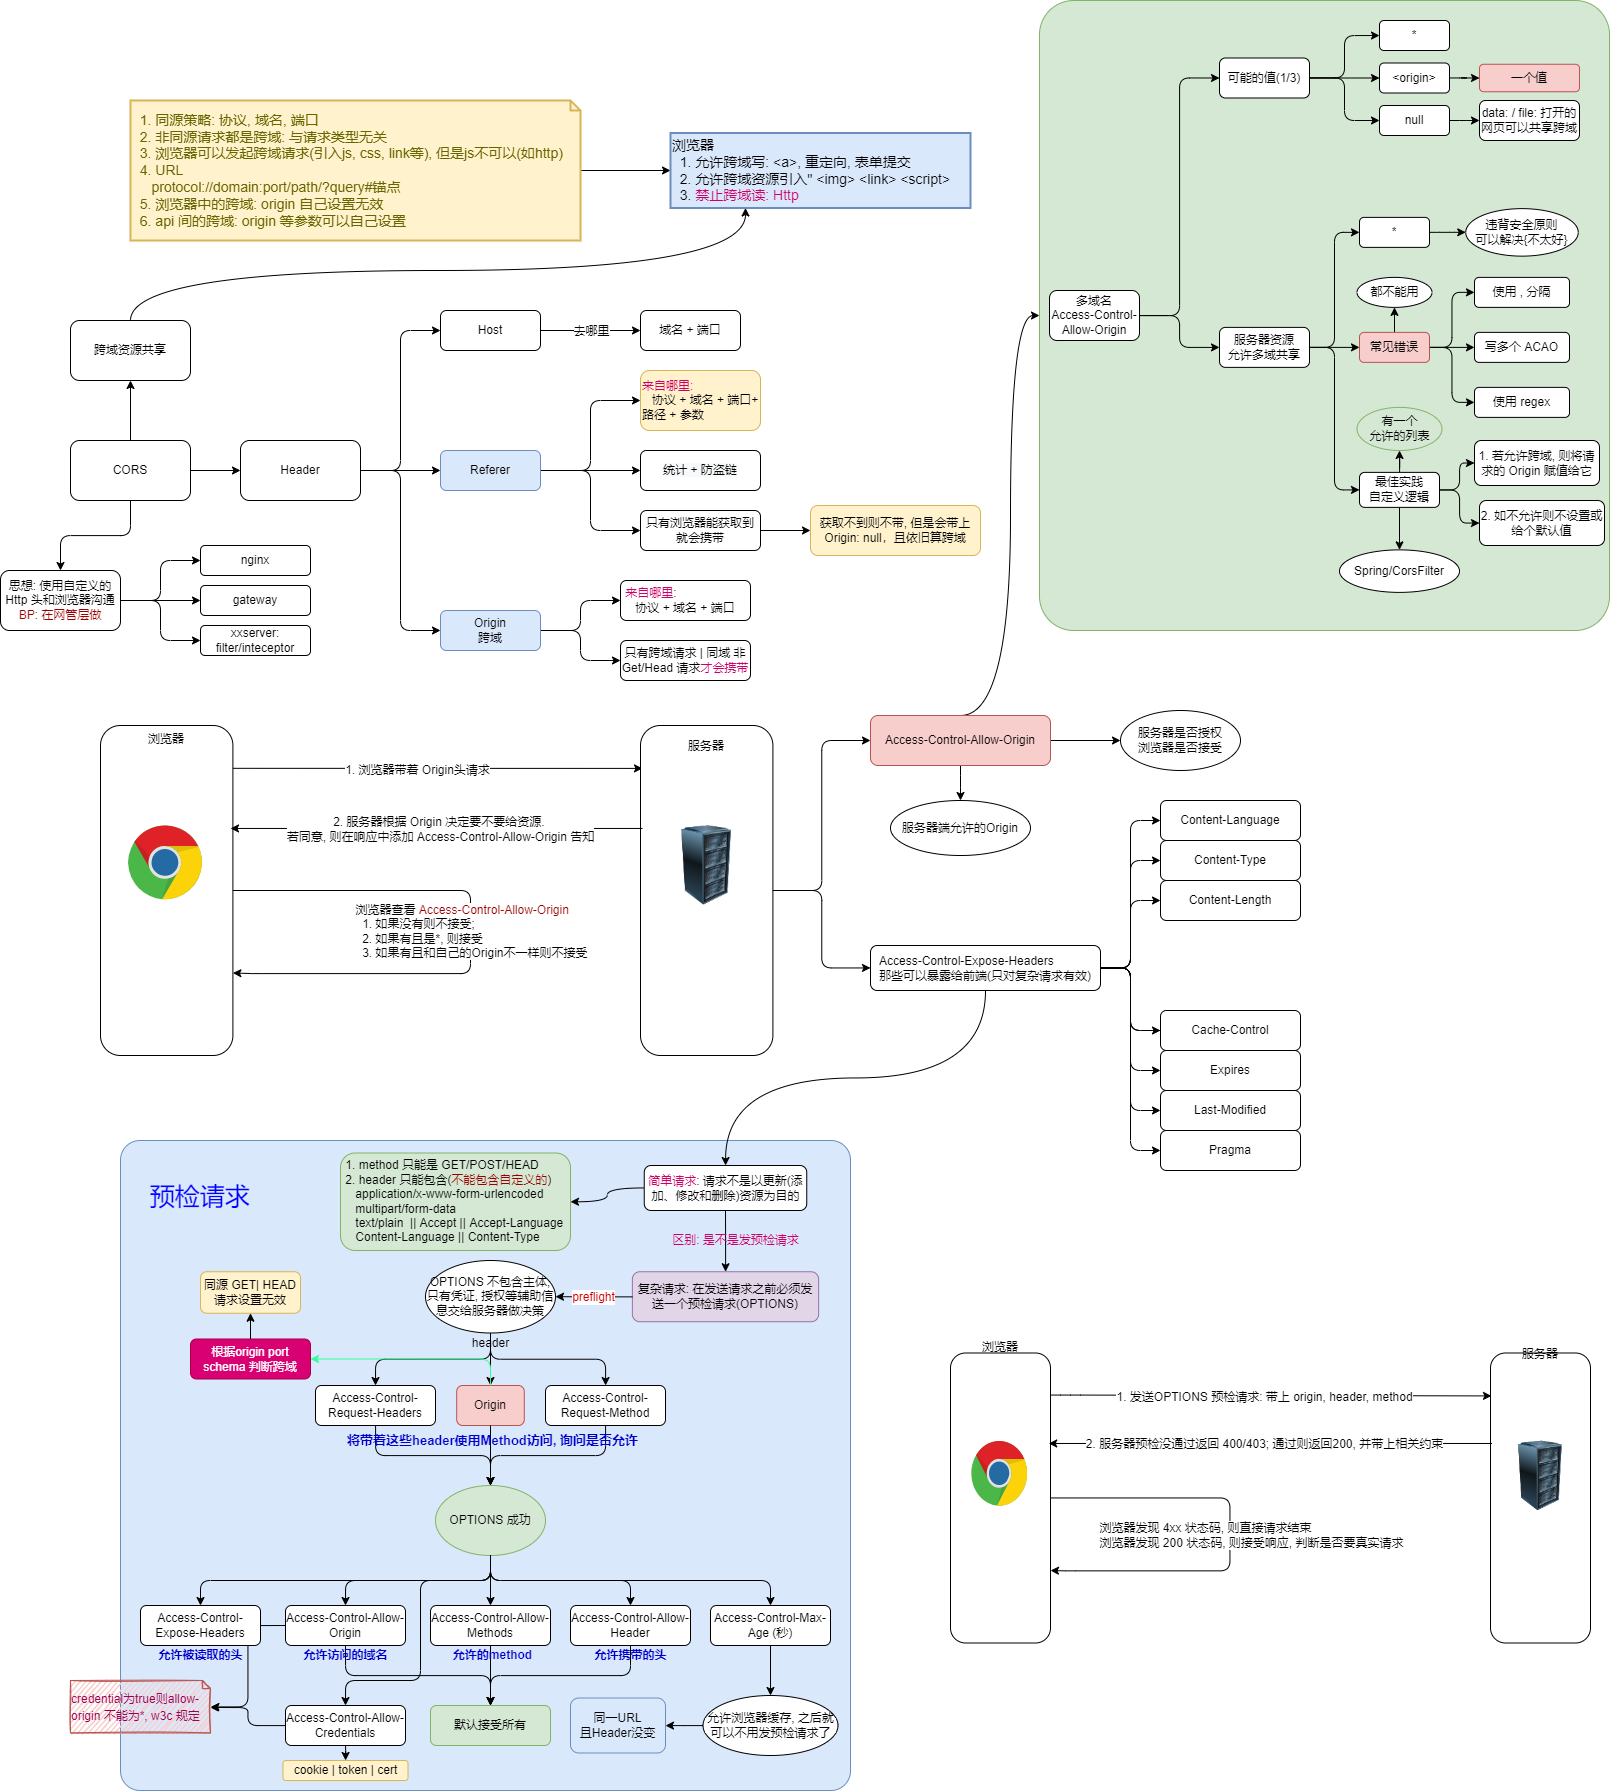 1. 同源策略: 协议, 域名, 端口
2. 非同源请求都是跨域: 与请求类型无关
3. 浏览器可以发起跨域请求(引入js, css, link等), 但是js不可以(如http)
4. URL
protocol://domain:port/path/?query#锚点
5. 浏览器中的跨域: origin 自己设置无效
6. api 间的跨域: origin 等参数可以自己设置
浏览器
1. 允许跨域写: <a>, 重定向, 表单提交
2. 允许跨域资源引入" <img> <link> <script>
3. 禁止跨域读: Http
多域名
Access-Control-
Allow-Origin
可能的值(1/3)
*
<origin>
一个值
null
data: / file: 打开的
网页可以共享跨域
服务器资源
允许多域共享
*
违背安全原则
可以解决{不太好}
都不能用
常见错误
使用 , 分隔
写多个 ACAO
使用 regex
有一个
允许的列表
最佳实践
自定义逻辑
1. 若允许跨域, 则将请
求的 Origin 赋值给它
2. 如不允许则不设置或
给个默认值
Spring/CorsFilter
跨域资源共享
CORS
Header
Host
去哪里
域名 + 端口
Referer
来自哪里:
协议 + 域名 + 端口+
路径 + 参数
统计 + 防盗链
只有浏览器能获取到
就会携带
获取不到则不带, 但是会带上
Origin: null，且依旧算跨域
Origin
跨域
来自哪里:
协议 + 域名 + 端口
只有跨域请求 | 同域 非
Get/Head 请求才会携带
思想: 使用自定义的
Http 头和浏览器沟通
BP: 在网管层做
nginx
gateway
xxserver:
filter/inteceptor
浏览器
服务器
1. 浏览器带着 Origin头请求
2. 服务器根据 Origin 决定要不要给资源.
若同意, 则在响应中添加 Access-Control-Allow-Origin 告知
浏览器查看 Access-Control-Allow-Origin
1. 如果没有则不接受;
2. 如果有且是*, 则接受
3. 如果有且和自己的Origin不一样则不接受
Access-Control-Allow-Origin
服务器是否授权
浏览器是否接受
服务器端允许的Origin
Access-Control-Expose-Headers
那些可以暴露给前端(只对复杂请求有效)
Content-Language
Content-Type
Content-Length
Cache-Control
Expires
Last-Modified
Pragma
预检请求
1. method 只能是 GET/POST/HEAD
2. header 只能包含(不能包含自定义的)
application/x-www-form-urlencoded
multipart/form-data
text/plain || Accept || Accept-Language
Content-Language || Content-Type
简单请求: 请求不是以更新(添
加、修改和删除)资源为目的
区别: 是不是发预检请求
复杂请求: 在发送请求之前必须发
送一个预检请求(OPTIONS)
preflight
OPTIONS 不包含主体,
只有凭证, 授权等辅助信
息交给服务器做决策
同源 GET| HEAD
请求设置无效
根据origin port
schema 判断跨域
header
Access-Control-
Request-Headers
Origin
Access-Control-
Request-Method
将带着这些header使用Method访问, 询问是否允许
OPTIONS 成功
Access-Control-
Expose-Headers
允许被读取的头
Access-Control-Allow-
Origin
允许访问的域名
Access-Control-Allow-
Methods
允许的method
Access-Control-Allow-
Header
允许携带的头
Access-Control-Max-
Age (秒)
credential为true则allow-
origin 不能为*, w3c 规定
Access-Control-Allow-
Credentials
cookie | token | cert
默认接受所有
同一URL
且Header没变
允许浏览器缓存, 之后就
可以不用发预检请求了
浏览器
服务器
1. 发送OPTIONS 预检请求: 带上 origin, header, method
2. 服务器预检没通过返回 400/403; 通过则返回200, 并带上相关约束
浏览器发现 4xx 状态码, 则直接请求结束
浏览器发现 200 状态码, 则接受响应, 判断是否要真实请求